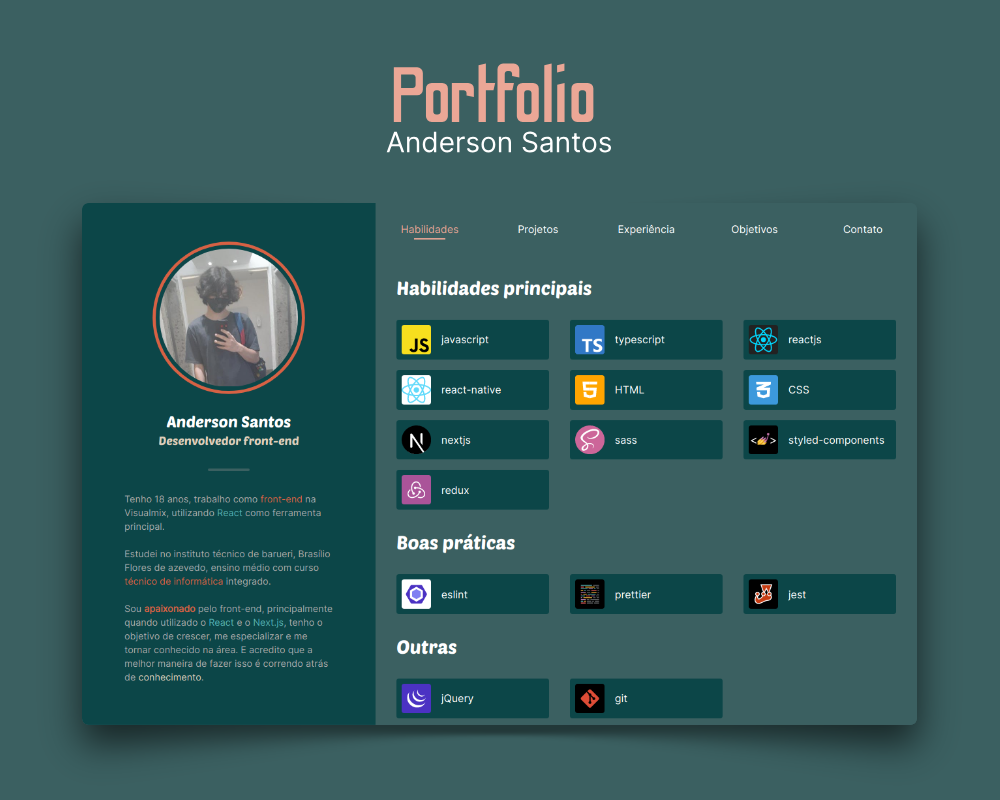 Portfolio
Anderson Santos
Anderson Santos
Desenvolvedor front-end
Tenho 18 anos, trabalho como front-end na
Visualmix, utilizando React como ferramenta
principal.
Estudei no instituto técnico de barueri, Brasílio
Flores de azevedo, ensino médio com curso
técnico de informática integrado.
Sou apaixonado pelo front-end, principalmente
quando utilizado o React e o Next.js, tenho o
objetivo de crescer, me especializar e me
tornar conhecido na área. E acredito que a
melhor maneira de fazer isso é correndo atrás
de conhecimento.
Habilidades Projetos Experiência Objetivos Contato
Habilidades principais
JS javascript TS typescript reactjs
react-native HTML CSS
N nextjs sass styled-components
redux
Boas práticas
eslint prettier jest
Outras
jQuery git